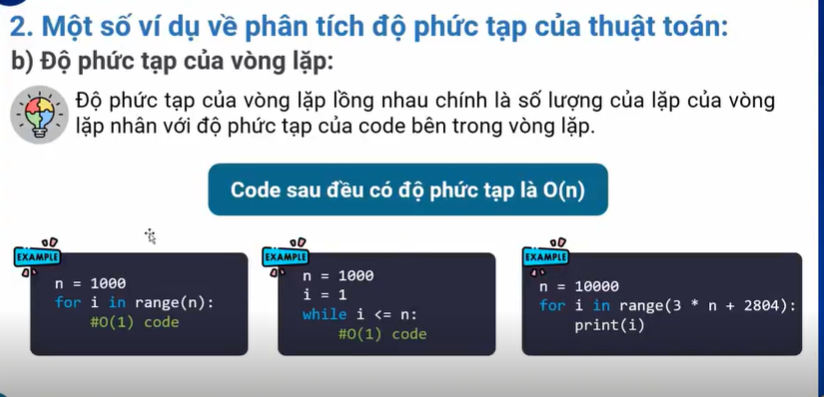 2. Một số ví dụ về phân tích độ phức tạp của thuật toán:
b) Độ phức tạp của vòng lặp:
Độ phức tạp của vòng lặp lồng nhau chính là số lượng của lặp của vòng
lặp nhân với độ phức tạp của code bên trong vòng lặp.
Code sau đều có độ phức tạp là O(n)
EXAMPLE
n = 1000
for i in range(n):
#O(1) code
EXAMPLE
n = 1000
i = 1
while i <= n:
#O(1) code
EXAMPLE
n = 10000
for i in range(3 * n + 2804):
print(i)